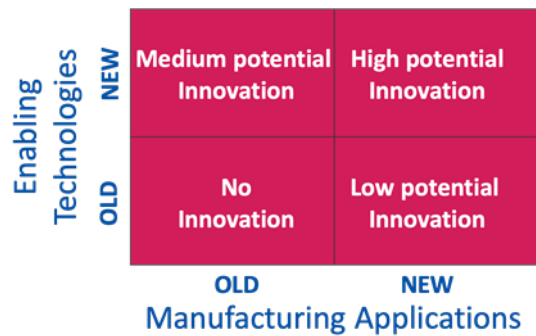 Enabling
Technologies
NEW
OLD
Medium potential
Innovation
High potential
Innovation
No
Innovation
Low potential
Innovation
OLD
NEW
Manufacturing Applications